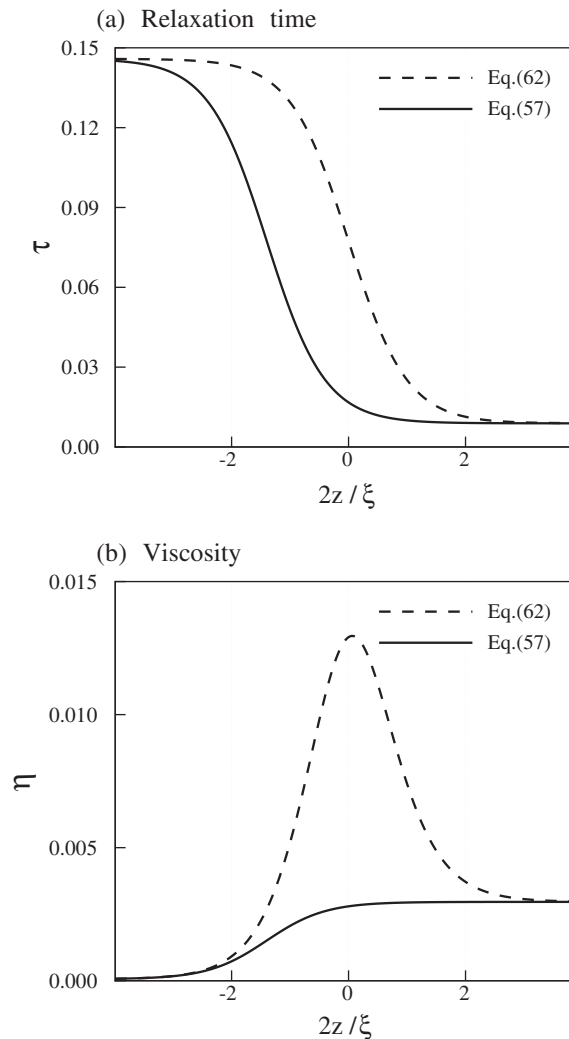 (a) Relaxation time
0.15
0.12
0.09
0.06
0.03
0.00
τ
Eq.(62)
Eq.(57)
-2 0 2
2z / ξ
(b) Viscosity
0.015
0.010
0.005
0.000
η
Eq.(62)
Eq.(57)
-2 0 2
2z / ξ